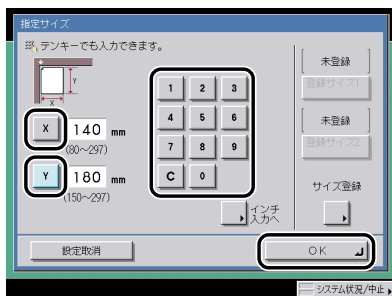 指定サイズ
※ テンキーでも入力できます。
Y
X
X 140 mm
(80～297)
Y 180 mm
(150～297)
1 2 3
4 5 6
7 8 9
C 0
インチ
入力へ
未登録
登録サイズ1
未登録
登録サイズ2
サイズ登録
設定取消
OK
システム状況/中止